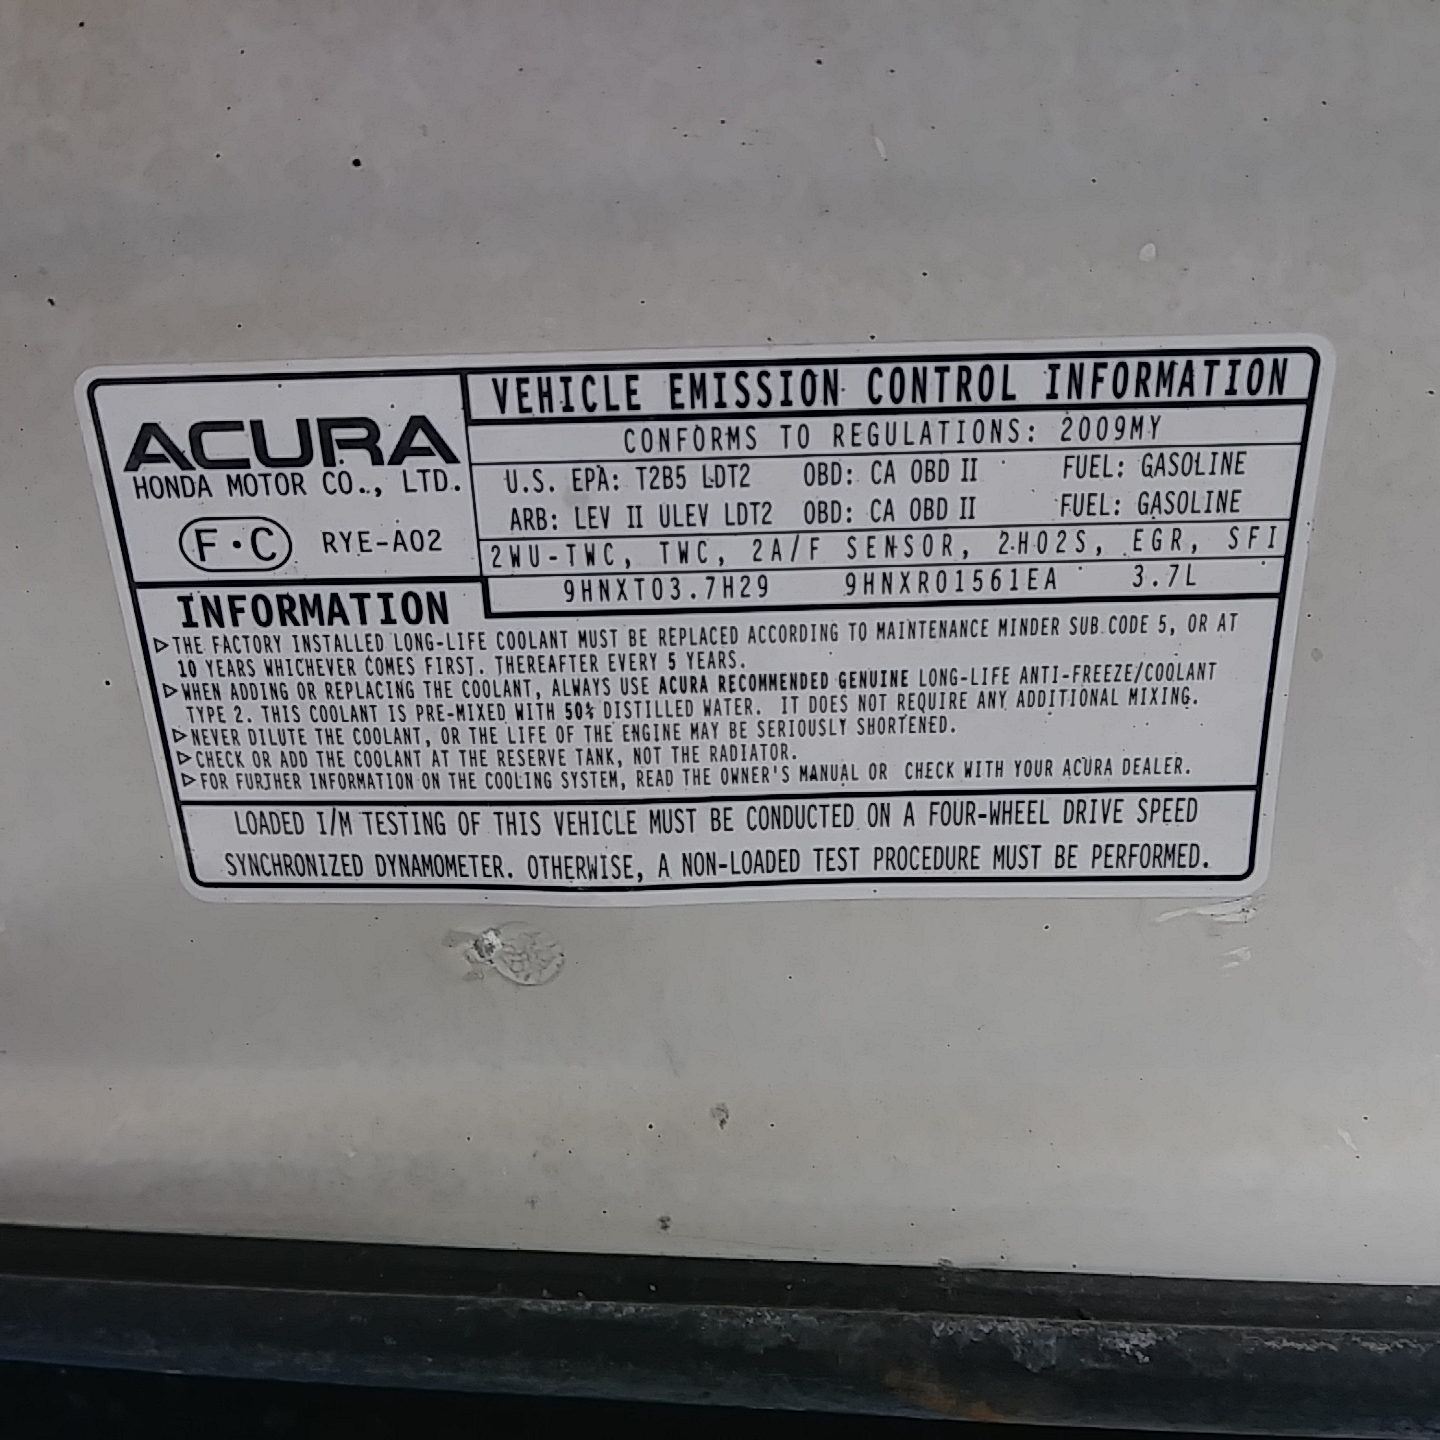 ACURA
HONDA MOTOR CO., LTD.
F·C RYE-A02
VEHICLE EMISSION CONTROL INFORMATION
CONFORMS TO REGULATIONS: 2009MY
U.S. EPA: T2B5 LDT2 OBD: CA OBD II FUEL: GASOLINE
ARB: LEV II ULEV LDT2 OBD: CA OBD II FUEL: GASOLINE
2WU-TWC, TWC, 2A/F SENSOR, 2HO2S, EGR, SFI
9HNXT03.7H29 9HNXR0156IEA 3.7L
INFORMATION
▷THE FACTORY INSTALLED LONG-LIFE COOLANT MUST BE REPLACED ACCORDING TO MAINTENANCE MINDER SUB CODE 5, OR AT
10 YEARS WHICHEVER COMES FIRST. THEREAFTER EVERY 5 YEARS.
▷WHEN ADDING OR REPLACING THE COOLANT, ALWAYS USE ACURA RECOMMENDED GENUINE LONG-LIFE ANTI-FREEZE/COOLANT
TYPE 2. THIS COOLANT IS PRE-MIXED WITH 50% DISTILLED WATER. IT DOES NOT REQUIRE ANY ADDITIONAL MIXING.
▷NEVER DILUTE THE COOLANT, OR THE LIFE OF THE ENGINE MAY BE SERIOUSLY SHORTENED.
▷CHECK OR ADD THE COOLANT AT THE RESERVE TANK, NOT THE RADIATOR.
▷FOR FURTHER INFORMATION ON THE COOLING SYSTEM, READ THE OWNER'S MANUAL OR CHECK WITH YOUR ACURA DEALER.
LOADED I/M TESTING OF THIS VEHICLE MUST BE CONDUCTED ON A FOUR-WHEEL DRIVE SPEED
SYNCHRONIZED DYNAMOMETER. OTHERWISE, A NON-LOADED TEST PROCEDURE MUST BE PERFORMED.